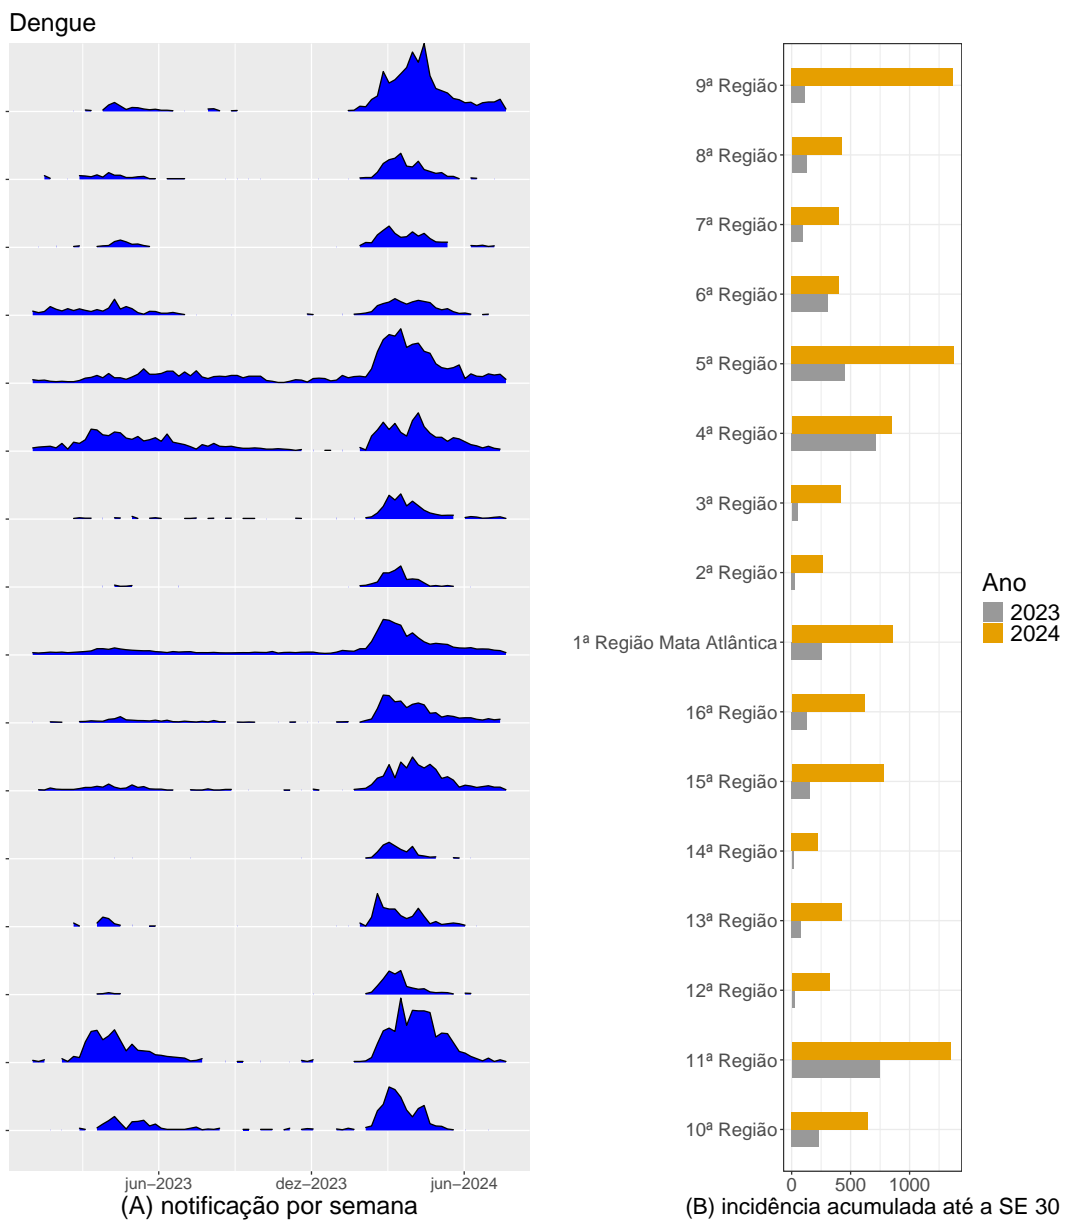 Dengue
9ª Região
8ª Região
7ª Região
6ª Região
5ª Região
4ª Região
3ª Região
2ª Região
1ª Região Mata Atlântica
16ª Região
15ª Região
14ª Região
13ª Região
12ª Região
11ª Região
10ª Região
Ano
2023
2024
jun–2023 dez–2023 jun–2024
0 500 1000
(A) notificação por semana
(B) incidência acumulada até a SE 30